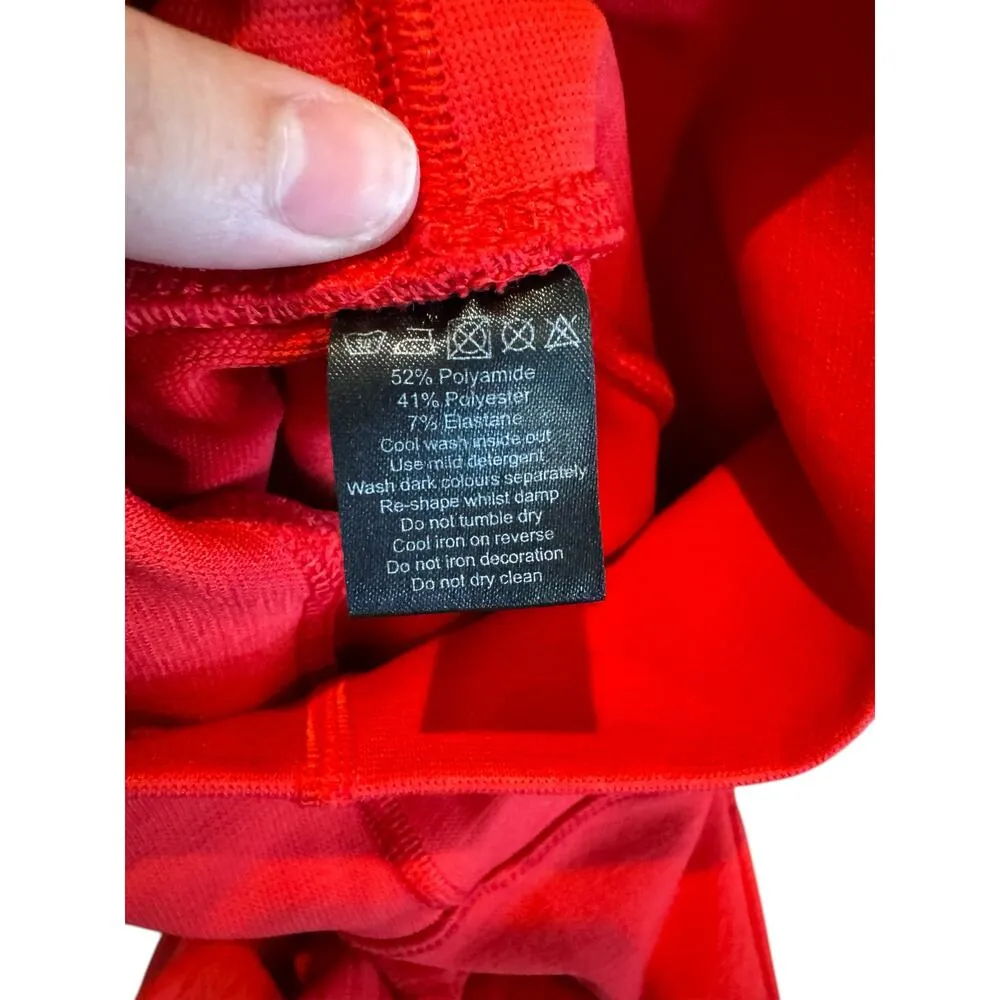 52% Polyamide
41% Polyester
7% Elastane
Cool wash inside out
Use mild detergent
Wash dark colours separately
Re-shape whilst damp
Do not tumble dry
Cool iron on reverse
Do not iron decoration
Do not dry clean